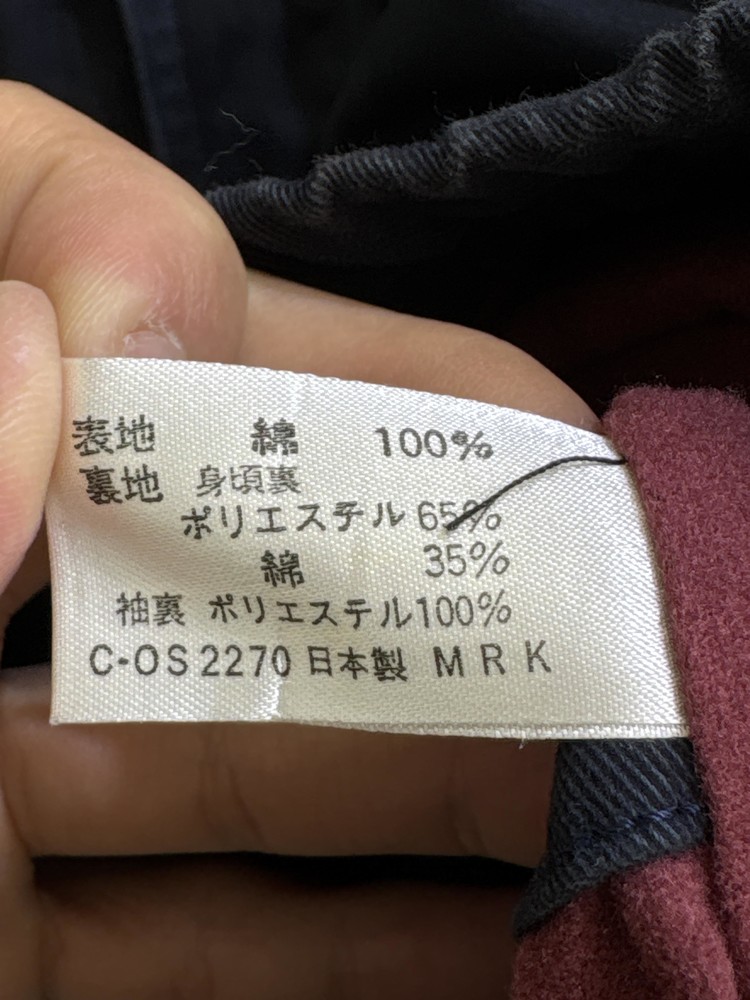 表地 綿 100%
裏地 身頃裏
ポリエステル 65%
綿 35%
袖裏 ポリエステル100%
C-OS 2270 日本製 M R K